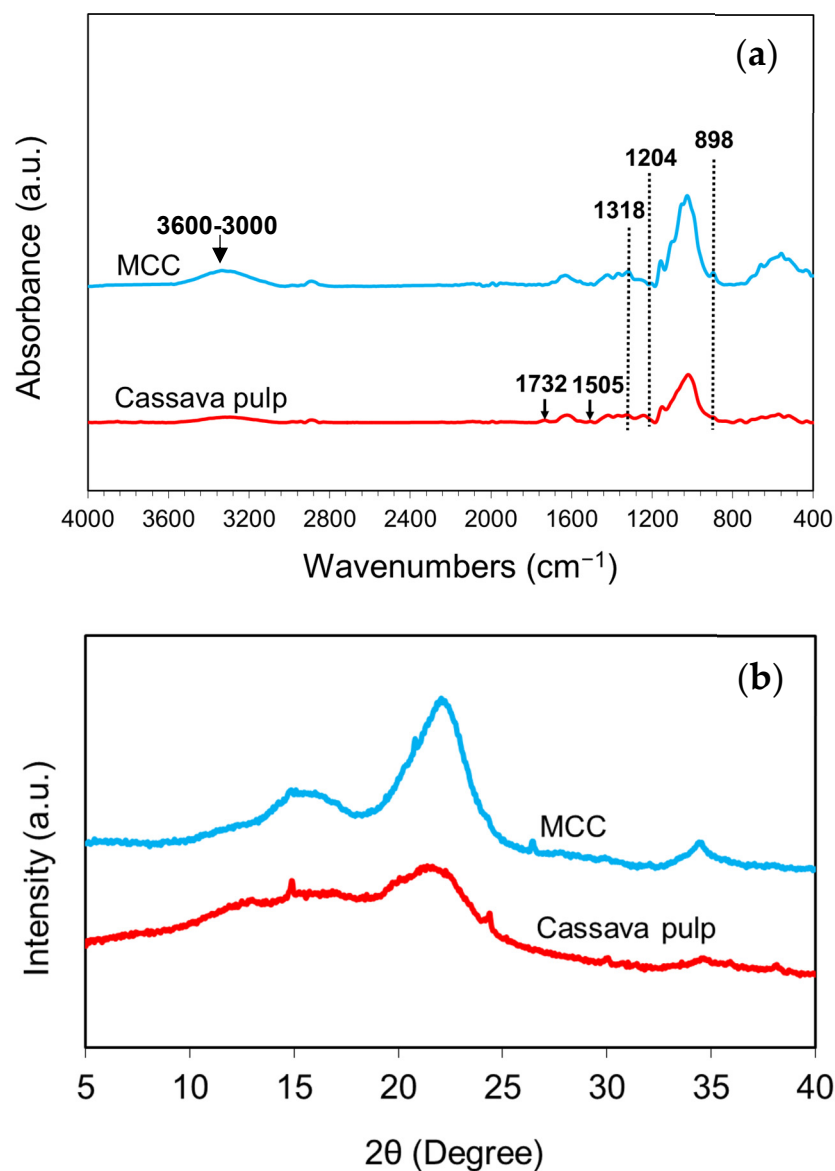 (a)
898
1204
1318
3600-3000
MCC
1732 1505
Cassava pulp
Absorbance (a.u.)
4000 3600 3200 2800 2400 2000 1600 1200 800 400
Wavenumbers (cm⁻¹)
(b)
MCC
Cassava pulp
Intensity (a.u.)
5 10 15 20 25 30 35 40
2θ (Degree)